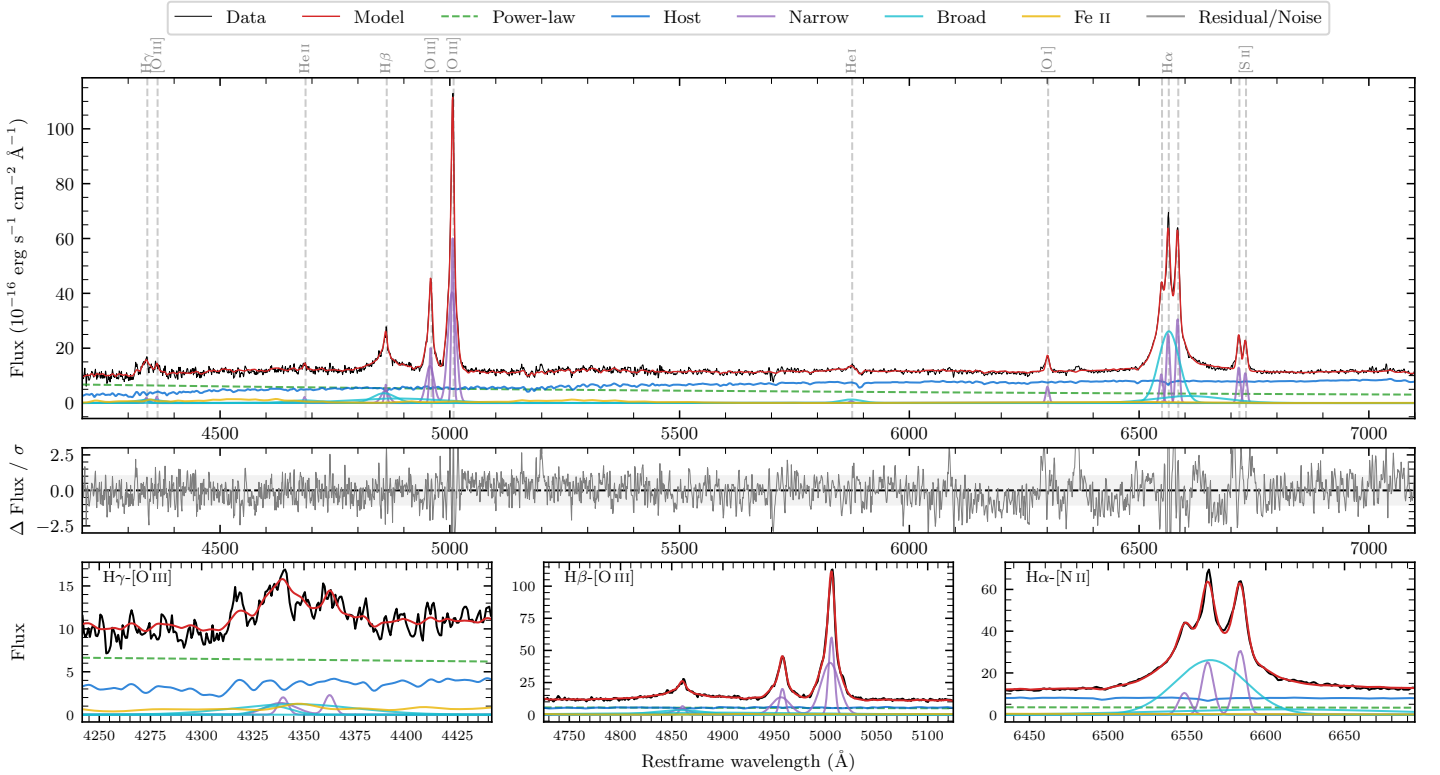 Data Model Power-law Host Narrow Broad Fe II Residual/Noise
Hγ [O III] He II Hβ [O III] [O III] He I [O I] Hα [S II]
Flux (10⁻¹⁶ erg s⁻¹ cm⁻² Å⁻¹)
100
80
60
40
20
0
4500 5000 5500 6000 6500 7000
Δ Flux / σ
2.5
0.0
−2.5
4500 5000 5500 6000 6500 7000
Flux
Hγ-[O III]
15
10
5
0
4250 4275 4300 4325 4350 4375 4400 4425
Hβ-[O III]
100
75
50
25
0
4750 4800 4850 4900 4950 5000 5050 5100
Hα-[N II]
60
40
20
0
6450 6500 6550 6600 6650
Restframe wavelength (Å)